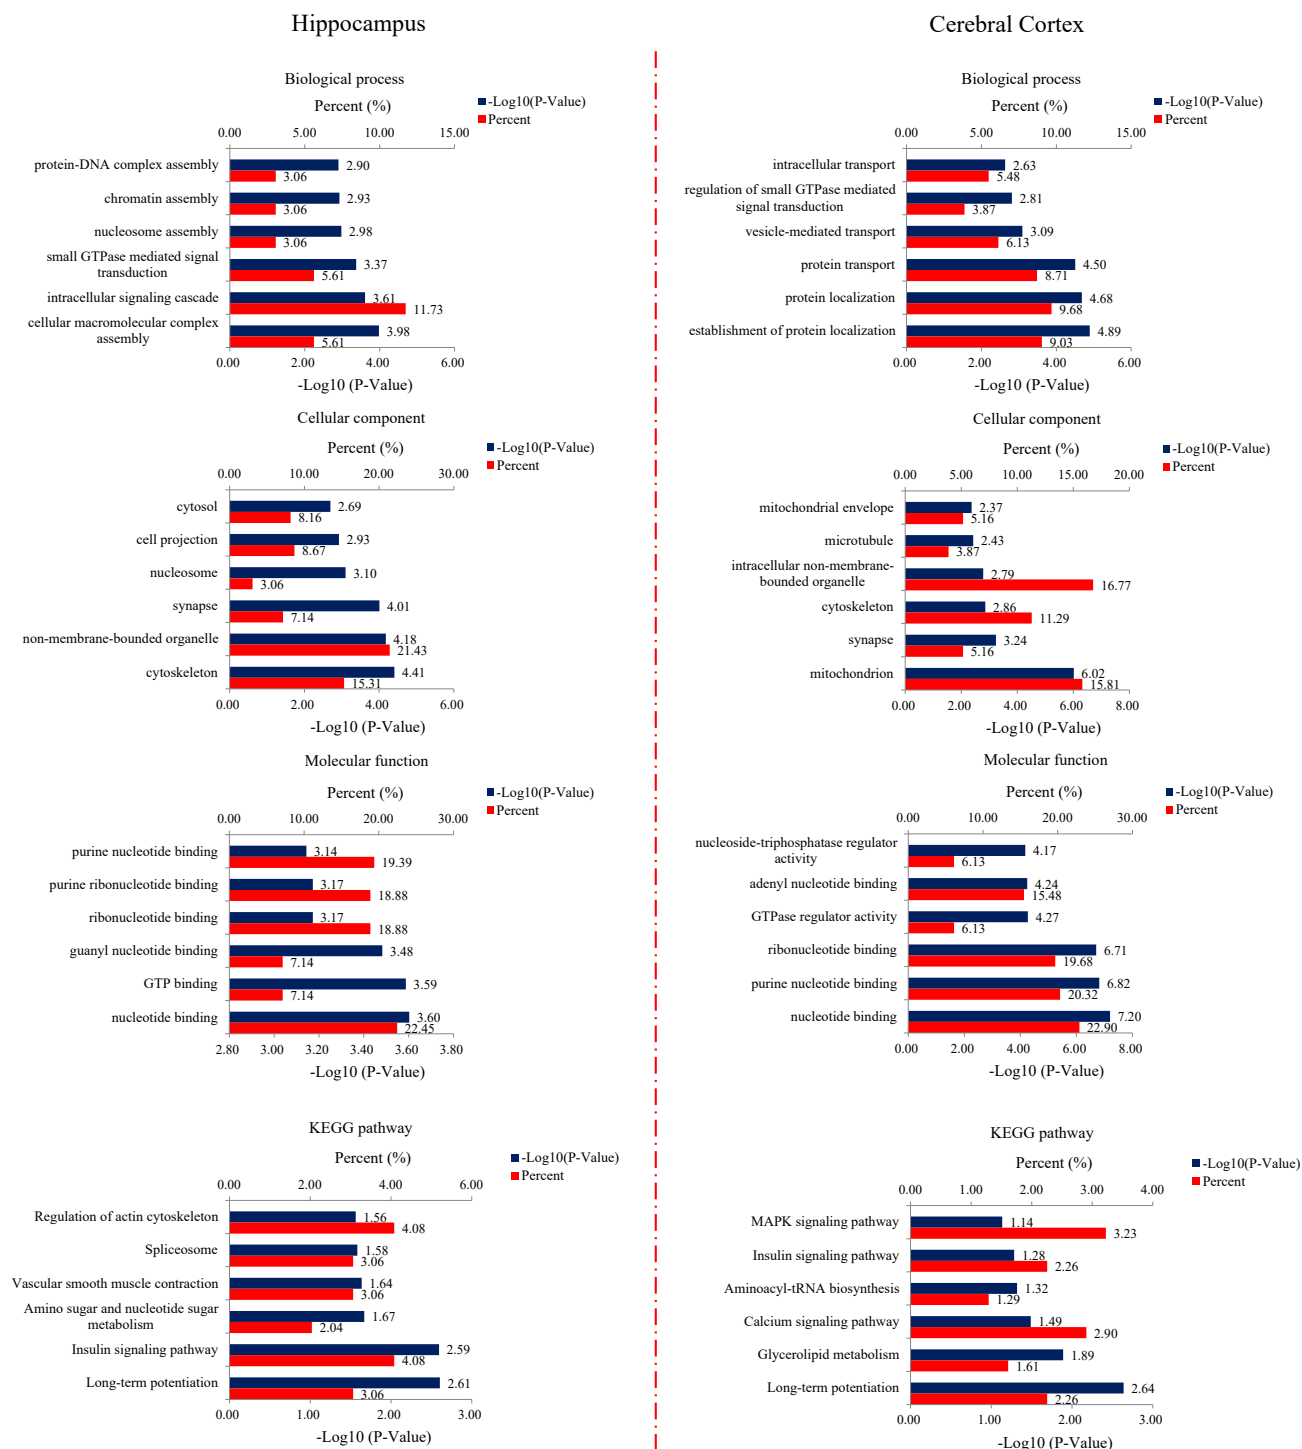 Hippocampus
Biological process
Percent (%)
-Log10(P-Value)
Percent
0.00 5.00 10.00 15.00
protein-DNA complex assembly 2.90
3.06
chromatin assembly 2.93
3.06
nucleosome assembly 2.98
3.06
small GTPase mediated signal
transduction
3.37
5.61
intracellular signaling cascade 3.61
11.73
cellular macromolecular complex
assembly
3.98
5.61
0.00 2.00 4.00 6.00
-Log10 (P-Value)
Cellular component
Percent (%)
-Log10(P-Value)
Percent
0.00 10.00 20.00 30.00
cytosol 2.69
8.16
cell projection 2.93
8.67
nucleosome 3.10
3.06
synapse 4.01
7.14
non-membrane-bounded organelle 4.18
21.43
cytoskeleton 4.41
15.31
0.00 2.00 4.00 6.00
-Log10 (P-Value)
Molecular function
Percent (%)
-Log10(P-Value)
Percent
0.00 10.00 20.00 30.00
purine nucleotide binding 3.14
19.39
purine ribonucleotide binding 3.17
18.88
ribonucleotide binding 3.17
18.88
guanyl nucleotide binding 3.48
7.14
GTP binding 3.59
7.14
nucleotide binding 3.60
22.45
2.80 3.00 3.20 3.40 3.60 3.80
-Log10 (P-Value)
KEGG pathway
Percent (%)
-Log10(P-Value)
Percent
0.00 2.00 4.00 6.00
Regulation of actin cytoskeleton 1.56
4.08
Spliceosome 1.58
3.06
Vascular smooth muscle contraction 1.64
3.06
Amino sugar and nucleotide sugar
metabolism
1.67
2.04
Insulin signaling pathway 2.59
4.08
Long-term potentiation 2.61
3.06
0.00 1.00 2.00 3.00
-Log10 (P-Value)
Cerebral Cortex
Biological process
Percent (%)
-Log10(P-Value)
Percent
0.00 5.00 10.00 15.00
intracellular transport 2.63
5.48
regulation of small GTPase mediated
signal transduction
2.81
3.87
vesicle-mediated transport 3.09
6.13
protein transport 4.50
8.71
protein localization 4.68
9.68
establishment of protein localization 4.89
9.03
0.00 2.00 4.00 6.00
-Log10 (P-Value)
Cellular component
Percent (%)
-Log10(P-Value)
Percent
0.00 5.00 10.00 15.00 20.00
mitochondrial envelope 2.37
5.16
microtubule 2.43
3.87
intracellular non-membrane-
bounded organelle
2.79
16.77
cytoskeleton 2.86
11.29
synapse 3.24
5.16
mitochondrion 6.02
15.81
0.00 2.00 4.00 6.00 8.00
-Log10 (P-Value)
Molecular function
Percent (%)
-Log10(P-Value)
Percent
0.00 10.00 20.00 30.00
nucleoside-triphosphatase regulator
activity
4.17
6.13
adenyl nucleotide binding 4.24
15.48
GTPase regulator activity 4.27
6.13
ribonucleotide binding 6.71
19.68
purine nucleotide binding 6.82
20.32
nucleotide binding 7.20
22.90
0.00 2.00 4.00 6.00 8.00
-Log10 (P-Value)
KEGG pathway
Percent (%)
-Log10(P-Value)
Percent
0.00 1.00 2.00 3.00 4.00
MAPK signaling pathway 1.14
3.23
Insulin signaling pathway 1.28
2.26
Aminoacyl-tRNA biosynthesis 1.32
1.29
Calcium signaling pathway 1.49
2.90
Glycerolipid metabolism 1.89
1.61
Long-term potentiation 2.64
2.26
0.00 1.00 2.00 3.00
-Log10 (P-Value)